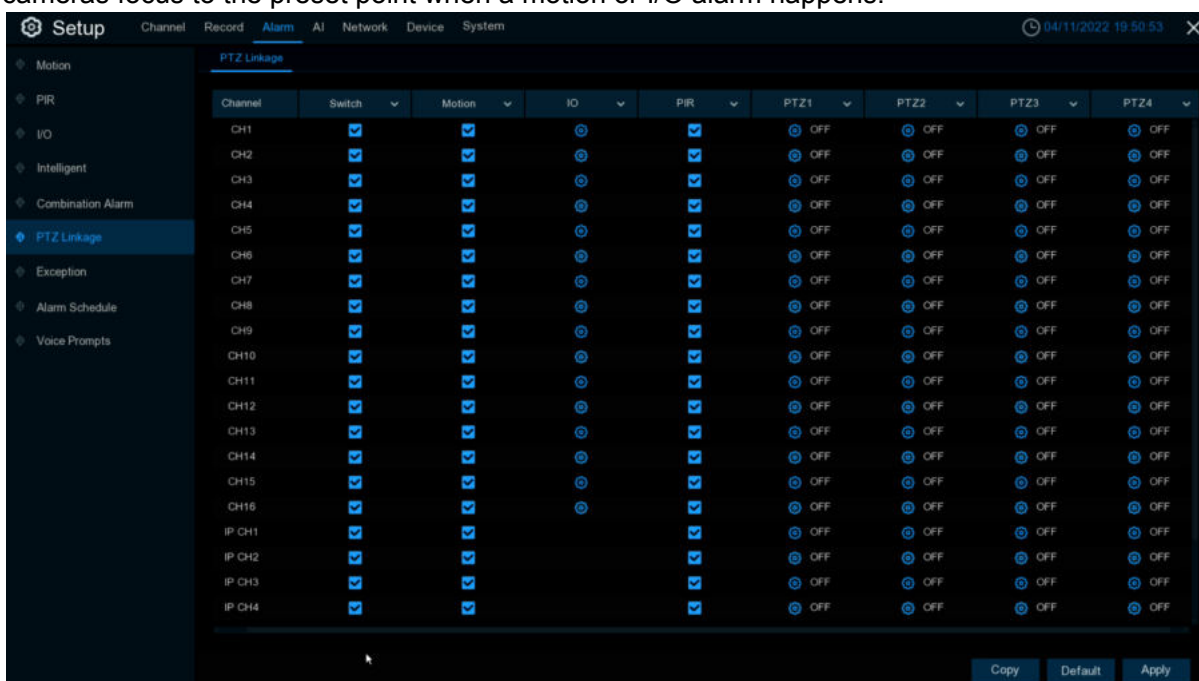 cameras focus to the preset point when a motion or I/O alarm happens.
Setup Channel Record Alarm AI Network Device System 04/11/2022 19:50:53
Motion
PIR
I/O
Intelligent
Combination Alarm
PTZ Linkage
Exception
Alarm Schedule
Voice Prompts
PTZ Linkage
Channel Switch Motion IO PIR PTZ1 PTZ2 PTZ3 PTZ4
CH1 OFF OFF OFF OFF
CH2 OFF OFF OFF OFF
CH3 OFF OFF OFF OFF
CH4 OFF OFF OFF OFF
CH5 OFF OFF OFF OFF
CH6 OFF OFF OFF OFF
CH7 OFF OFF OFF OFF
CH8 OFF OFF OFF OFF
CH9 OFF OFF OFF OFF
CH10 OFF OFF OFF OFF
CH11 OFF OFF OFF OFF
CH12 OFF OFF OFF OFF
CH13 OFF OFF OFF OFF
CH14 OFF OFF OFF OFF
CH15 OFF OFF OFF OFF
CH16 OFF OFF OFF OFF
IP CH1 OFF OFF OFF OFF
IP CH2 OFF OFF OFF OFF
IP CH3 OFF OFF OFF OFF
IP CH4 OFF OFF OFF OFF
Copy Default Apply